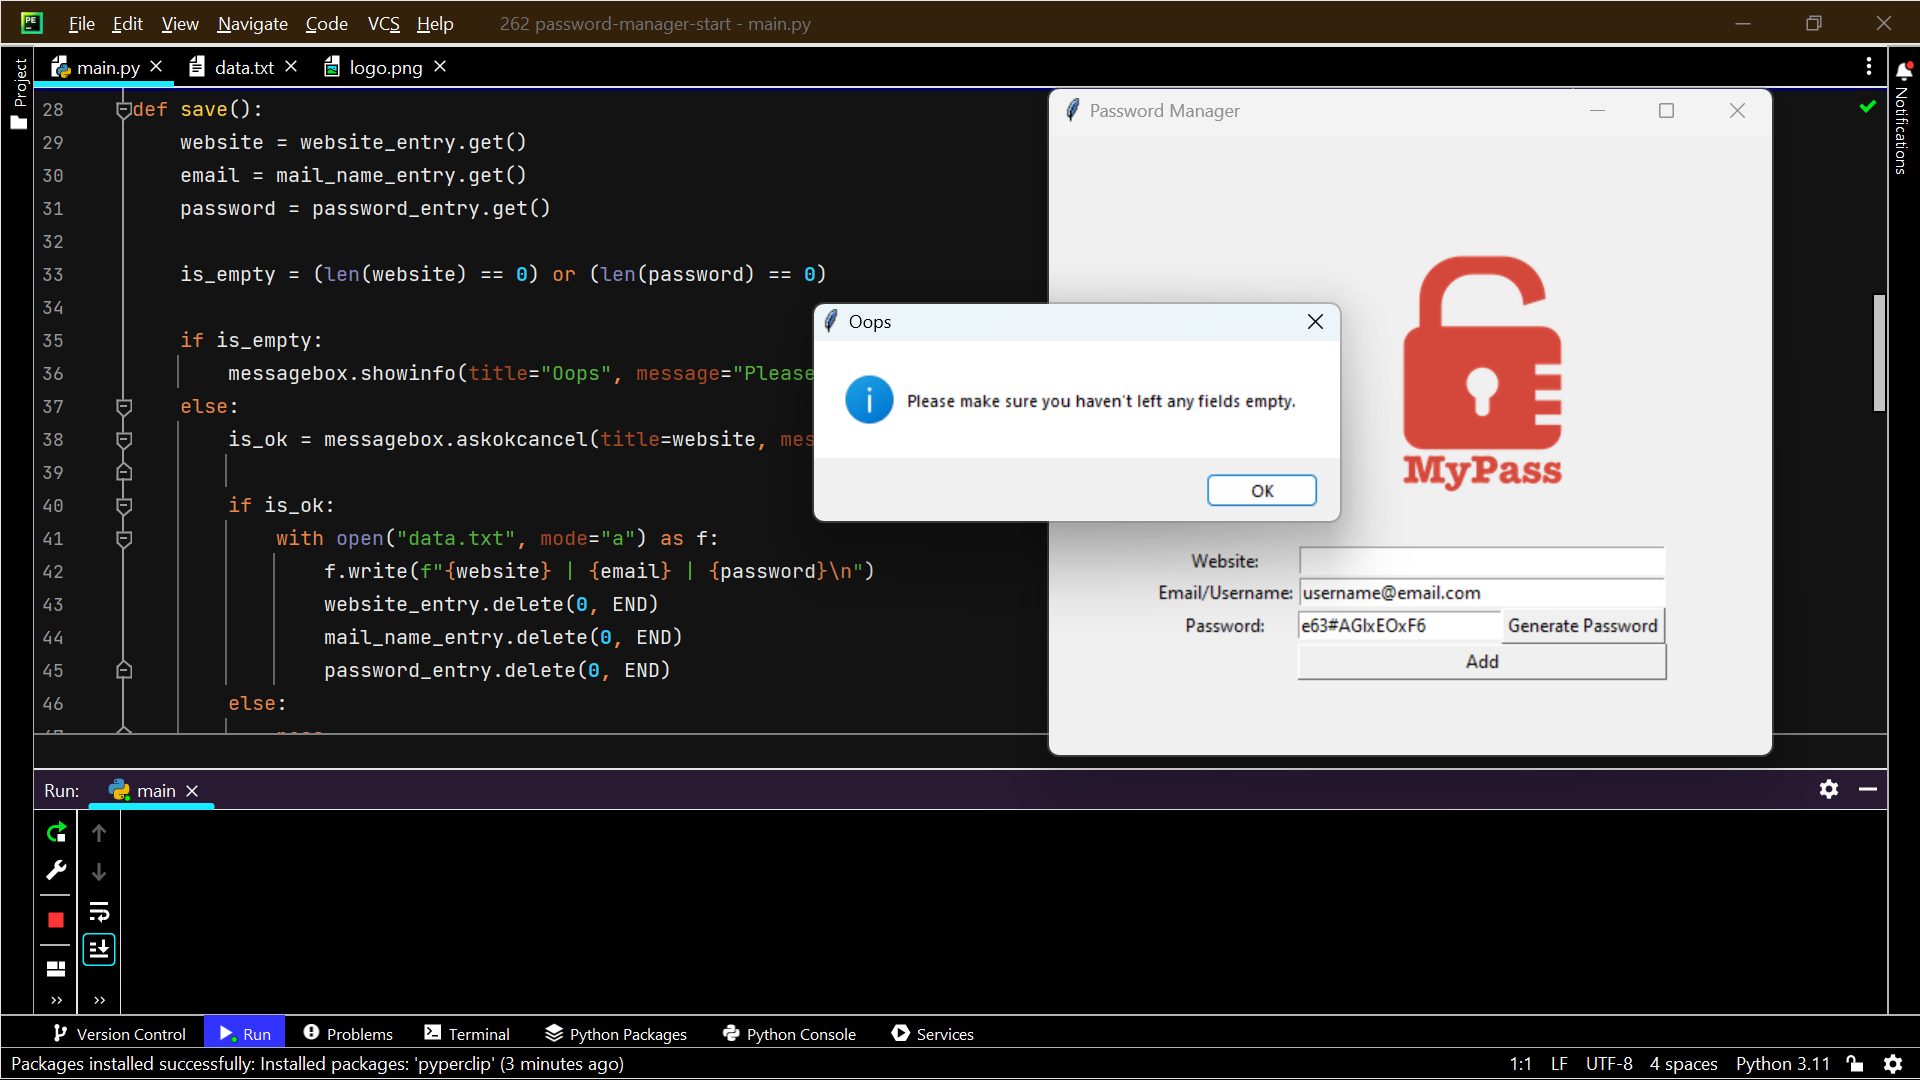 File Edit View Navigate Code VCS Help 262 password-manager-start - main.py
Project
main.py data.txt logo.png
Notifications
28 def save():
29 website = website_entry.get()
30 email = mail_name_entry.get()
31 password = password_entry.get()
32
33 is_empty = (len(website) == 0) or (len(password) == 0)
34
35 if is_empty:
36 messagebox.showinfo(title="Oops", message="Please
37 else:
38 is_ok = messagebox.askokcancel(title=website, mes
39
40 if is_ok:
41 with open("data.txt", mode="a") as f:
42 f.write(f"{website} | {email} | {password}\n")
43 website_entry.delete(0, END)
44 mail_name_entry.delete(0, END)
45 password_entry.delete(0, END)
46 else:
Password Manager
MyPass
Oops
Please make sure you haven't left any fields empty.
OK
Website:
Email/Username: username@email.com
Password: e63#AGIxEOxF6 Generate Password
Add
Run: main
Version Control Run Problems Terminal Python Packages Python Console Services
Packages installed successfully: Installed packages: 'pyperclip' (3 minutes ago) 1:1 LF UTF-8 4 spaces Python 3.11